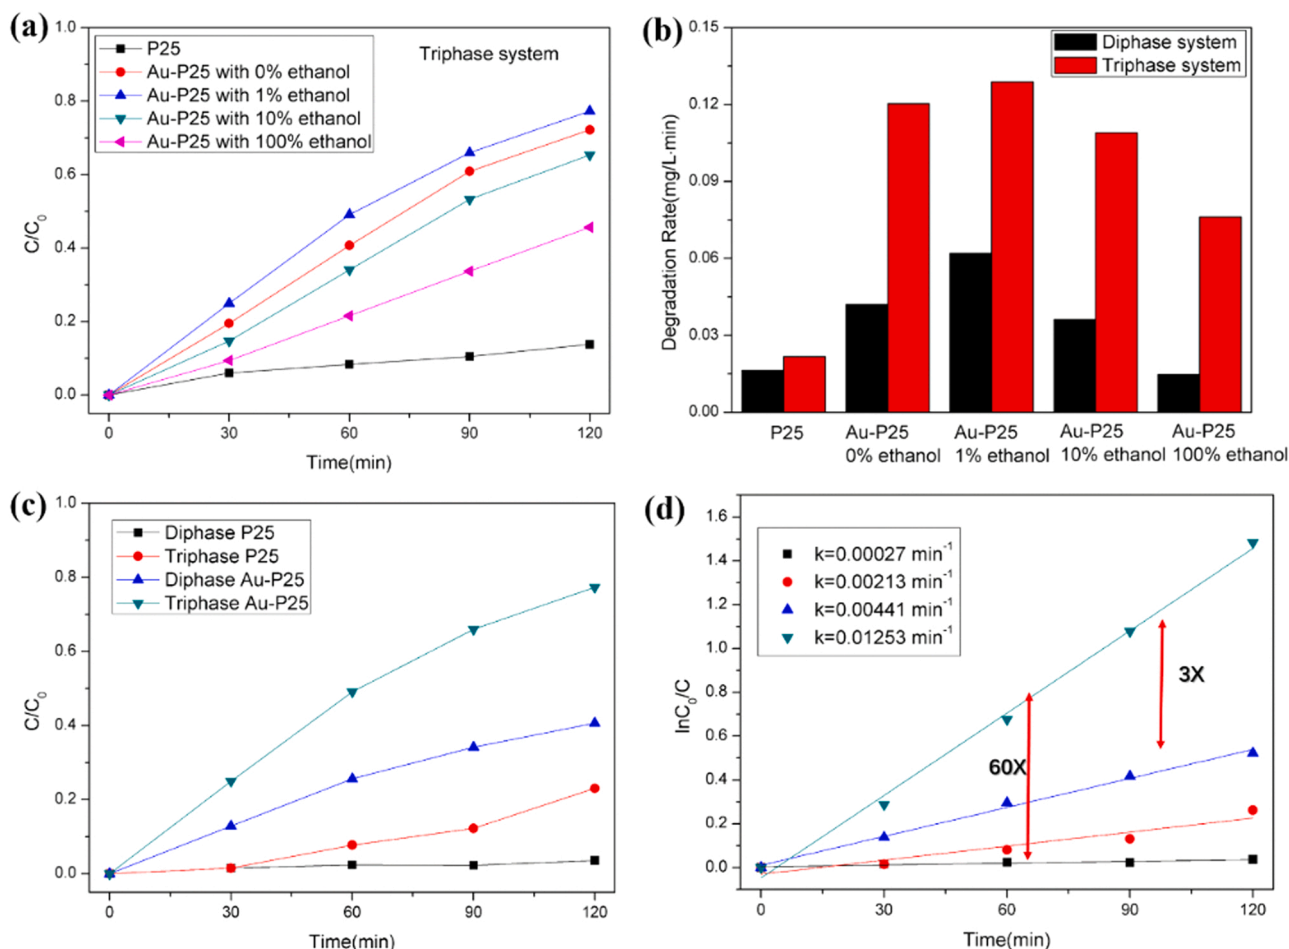 (a)
1.0
0.8
0.6
0.4
0.2
0.0
C/C0
P25
Au-P25 with 0% ethanol
Au-P25 with 1% ethanol
Au-P25 with 10% ethanol
Au-P25 with 100% ethanol
Triphase system
0 30 60 90 120
Time(min)
(b)
0.15
0.12
0.09
0.06
0.03
0.00
Degradation Rate(mg/L·min)
Diphase system
Triphase system
P25 Au-P25 Au-P25 Au-P25 Au-P25
0% ethanol 1% ethanol 10% ethanol 100% ethanol
(c)
1.0
0.8
0.6
0.4
0.2
0.0
C/C0
Diphase P25
Triphase P25
Diphase Au-P25
Triphase Au-P25
0 30 60 90 120
Time(min)
(d)
1.6
1.4
1.2
1.0
0.8
0.6
0.4
0.2
0.0
lnC0/C
k=0.00027 min-1
k=0.00213 min-1
k=0.00441 min-1
k=0.01253 min-1
3X
60X
0 30 60 90 120
Time(min)